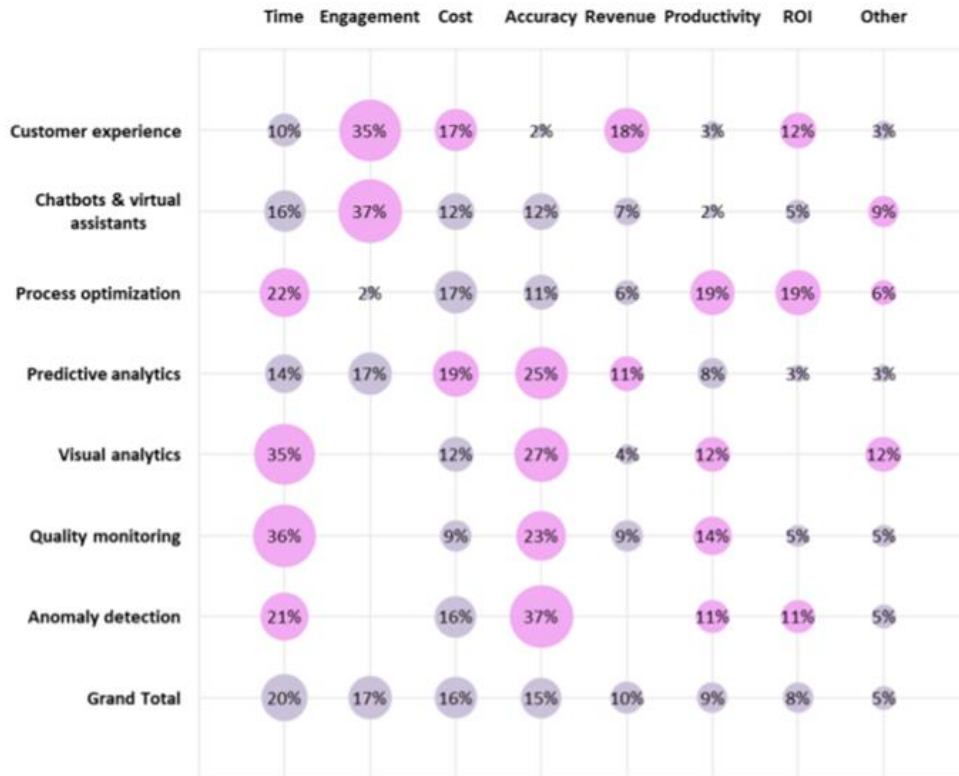 Time Engagement Cost Accuracy Revenue Productivity ROI Other
Customer experience 10% 35% 17% 2% 18% 3% 12% 3%
Chatbots & virtual
assistants 16% 37% 12% 12% 7% 2% 5% 9%
Process optimization 22% 2% 17% 11% 6% 19% 19% 6%
Predictive analytics 14% 17% 19% 25% 11% 8% 3% 3%
Visual analytics 35% 12% 27% 4% 12% 12%
Quality monitoring 36% 9% 23% 9% 14% 5% 5%
Anomaly detection 21% 16% 37% 11% 11% 5%
Grand Total 20% 17% 16% 15% 10% 9% 8% 5%